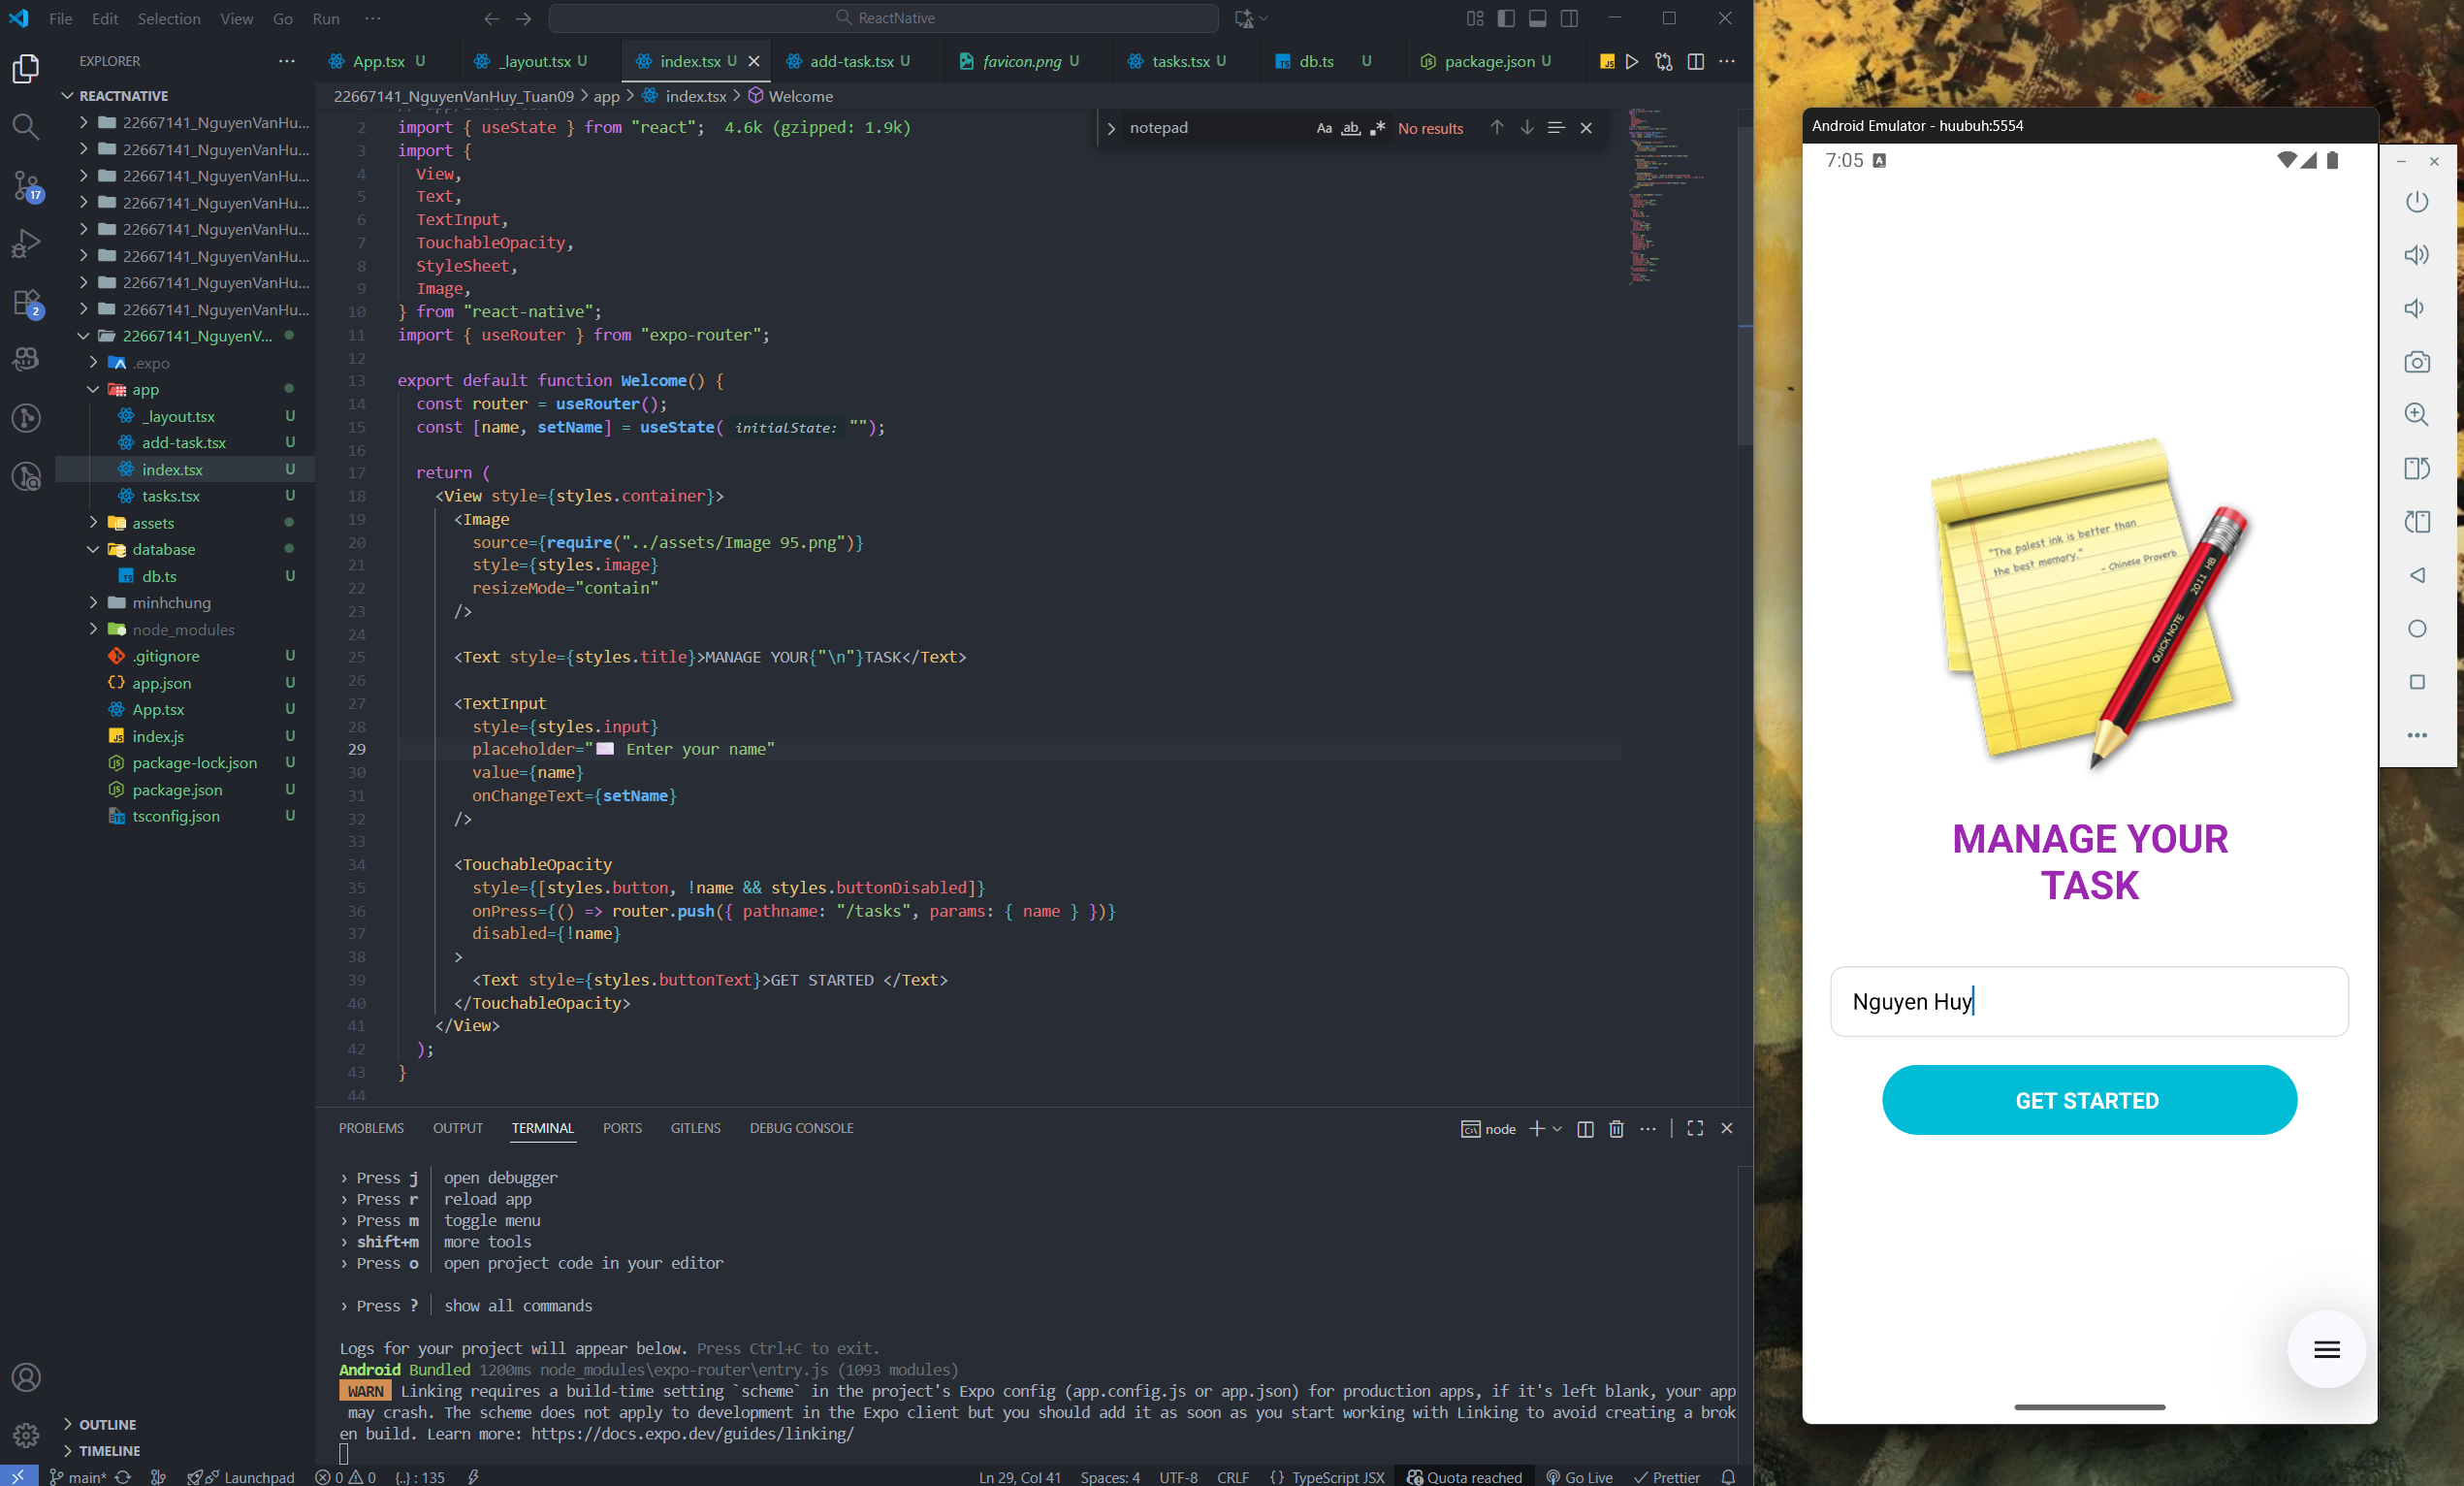 File Edit Selection View Go Run ···
ReactNative
EXPLORER ···
REACTNATIVE
22667141_NguyenVanHu...
22667141_NguyenVanHu...
22667141_NguyenVanHu...
22667141_NguyenVanHu...
22667141_NguyenVanHu...
22667141_NguyenVanHu...
22667141_NguyenVanHu...
22667141_NguyenVanHu...
22667141_NguyenV...
.expo
app
_layout.tsx U
add-task.tsx U
index.tsx U
tasks.tsx U
assets
database
db.ts U
minhchung
node_modules
.gitignore U
app.json U
App.tsx U
index.js U
package-lock.json U
package.json U
tsconfig.json U
OUTLINE
TIMELINE
17
2
App.tsx U _layout.tsx U index.tsx U add-task.tsx U favicon.png U tasks.tsx U db.ts U package.json U
22667141_NguyenVanHuy_Tuan09 > app > index.tsx > Welcome
notepad Aa ab .* No results
2 import { useState } from "react"; 4.6k (gzipped: 1.9k)
3 import {
4 View,
5 Text,
6 TextInput,
7 TouchableOpacity,
8 StyleSheet,
9 Image,
10 } from "react-native";
11 import { useRouter } from "expo-router";
12
13 export default function Welcome() {
14 const router = useRouter();
15 const [name, setName] = useState( initialState: "");
16
17 return (
18 <View style={styles.container}>
19 <Image
20 source={require("../assets/Image 95.png")}
21 style={styles.image}
22 resizeMode="contain"
23 />
24
25 <Text style={styles.title}>MANAGE YOUR{"\n"}TASK</Text>
26
27 <TextInput
28 style={styles.input}
29 placeholder="✉️ Enter your name"
30 value={name}
31 onChangeText={setName}
32 />
33
34 <TouchableOpacity
35 style={[styles.button, !name && styles.buttonDisabled]}
36 onPress={() => router.push({ pathname: "/tasks", params: { name } })}
37 disabled={!name}
38 >
39 <Text style={styles.buttonText}>GET STARTED </Text>
40 </TouchableOpacity>
41 </View>
42 );
43 }
44
PROBLEMS OUTPUT TERMINAL PORTS GITLENS DEBUG CONSOLE
node
› Press j │ open debugger
› Press r │ reload app
› Press m │ toggle menu
› shift+m │ more tools
› Press o │ open project code in your editor
› Press ? │ show all commands
Logs for your project will appear below. Press Ctrl+C to exit.
Android Bundled 1200ms node_modules\expo-router\entry.js (1093 modules)
WARN Linking requires a build-time setting `scheme` in the project's Expo config (app.config.js or app.json) for production apps, if it's left blank, your app
may crash. The scheme does not apply to development in the Expo client but you should add it as soon as you start working with Linking to avoid creating a brok
en build. Learn more: https://docs.expo.dev/guides/linking/
main* Launchpad 0 0 {..} : 135 Ln 29, Col 41 Spaces: 4 UTF-8 CRLF {} TypeScript JSX Quota reached Go Live Prettier
Android Emulator - huubuh:5554
7:05 A
"The palest ink is better than
the best memory."
- Chinese Proverb
QUICK NOTE 2011 HB
MANAGE YOUR
TASK
Nguyen Huy
GET STARTED